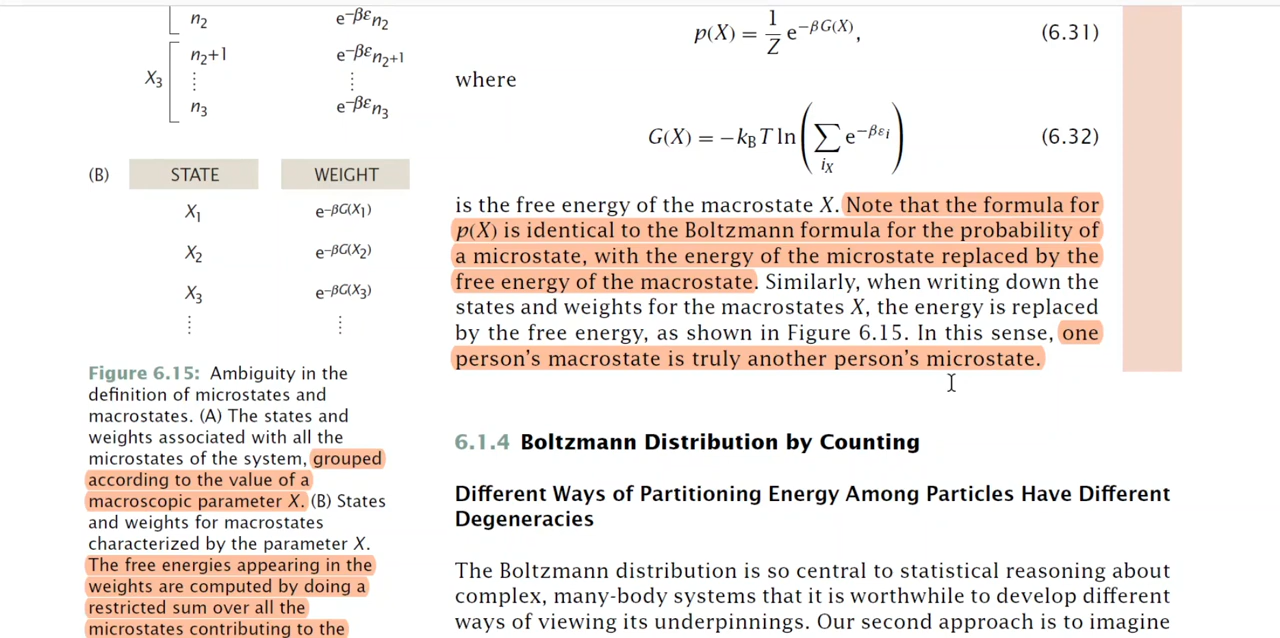 n₂ e^−βε_n₂
n₂+1 e^−βε_n₂+1
X₃ ⋮ ⋮
n₃ e^−βε_n₃
(B) STATE WEIGHT
X₁ e^−βG(X₁)
X₂ e^−βG(X₂)
X₃ e^−βG(X₃)
⋮ ⋮
Figure 6.15: Ambiguity in the
definition of microstates and
macrostates. (A) The states and
weights associated with all the
microstates of the system, grouped
according to the value of a
macroscopic parameter X. (B) States
and weights for macrostates
characterized by the parameter X.
The free energies appearing in the
weights are computed by doing a
restricted sum over all the
microstates contributing to the
p(X) = 1/Z e^−βG(X), (6.31)
where
G(X) = −k_B T ln(∑_i_X e^−βε_i) (6.32)
is the free energy of the macrostate X. Note that the formula for
p(X) is identical to the Boltzmann formula for the probability of
a microstate, with the energy of the microstate replaced by the
free energy of the macrostate. Similarly, when writing down the
states and weights for the macrostates X, the energy is replaced
by the free energy, as shown in Figure 6.15. In this sense, one
person’s macrostate is truly another person’s microstate.
6.1.4 Boltzmann Distribution by Counting
Different Ways of Partitioning Energy Among Particles Have Different
Degeneracies
The Boltzmann distribution is so central to statistical reasoning about
complex, many-body systems that it is worthwhile to develop different
ways of viewing its underpinnings. Our second approach is to imagine